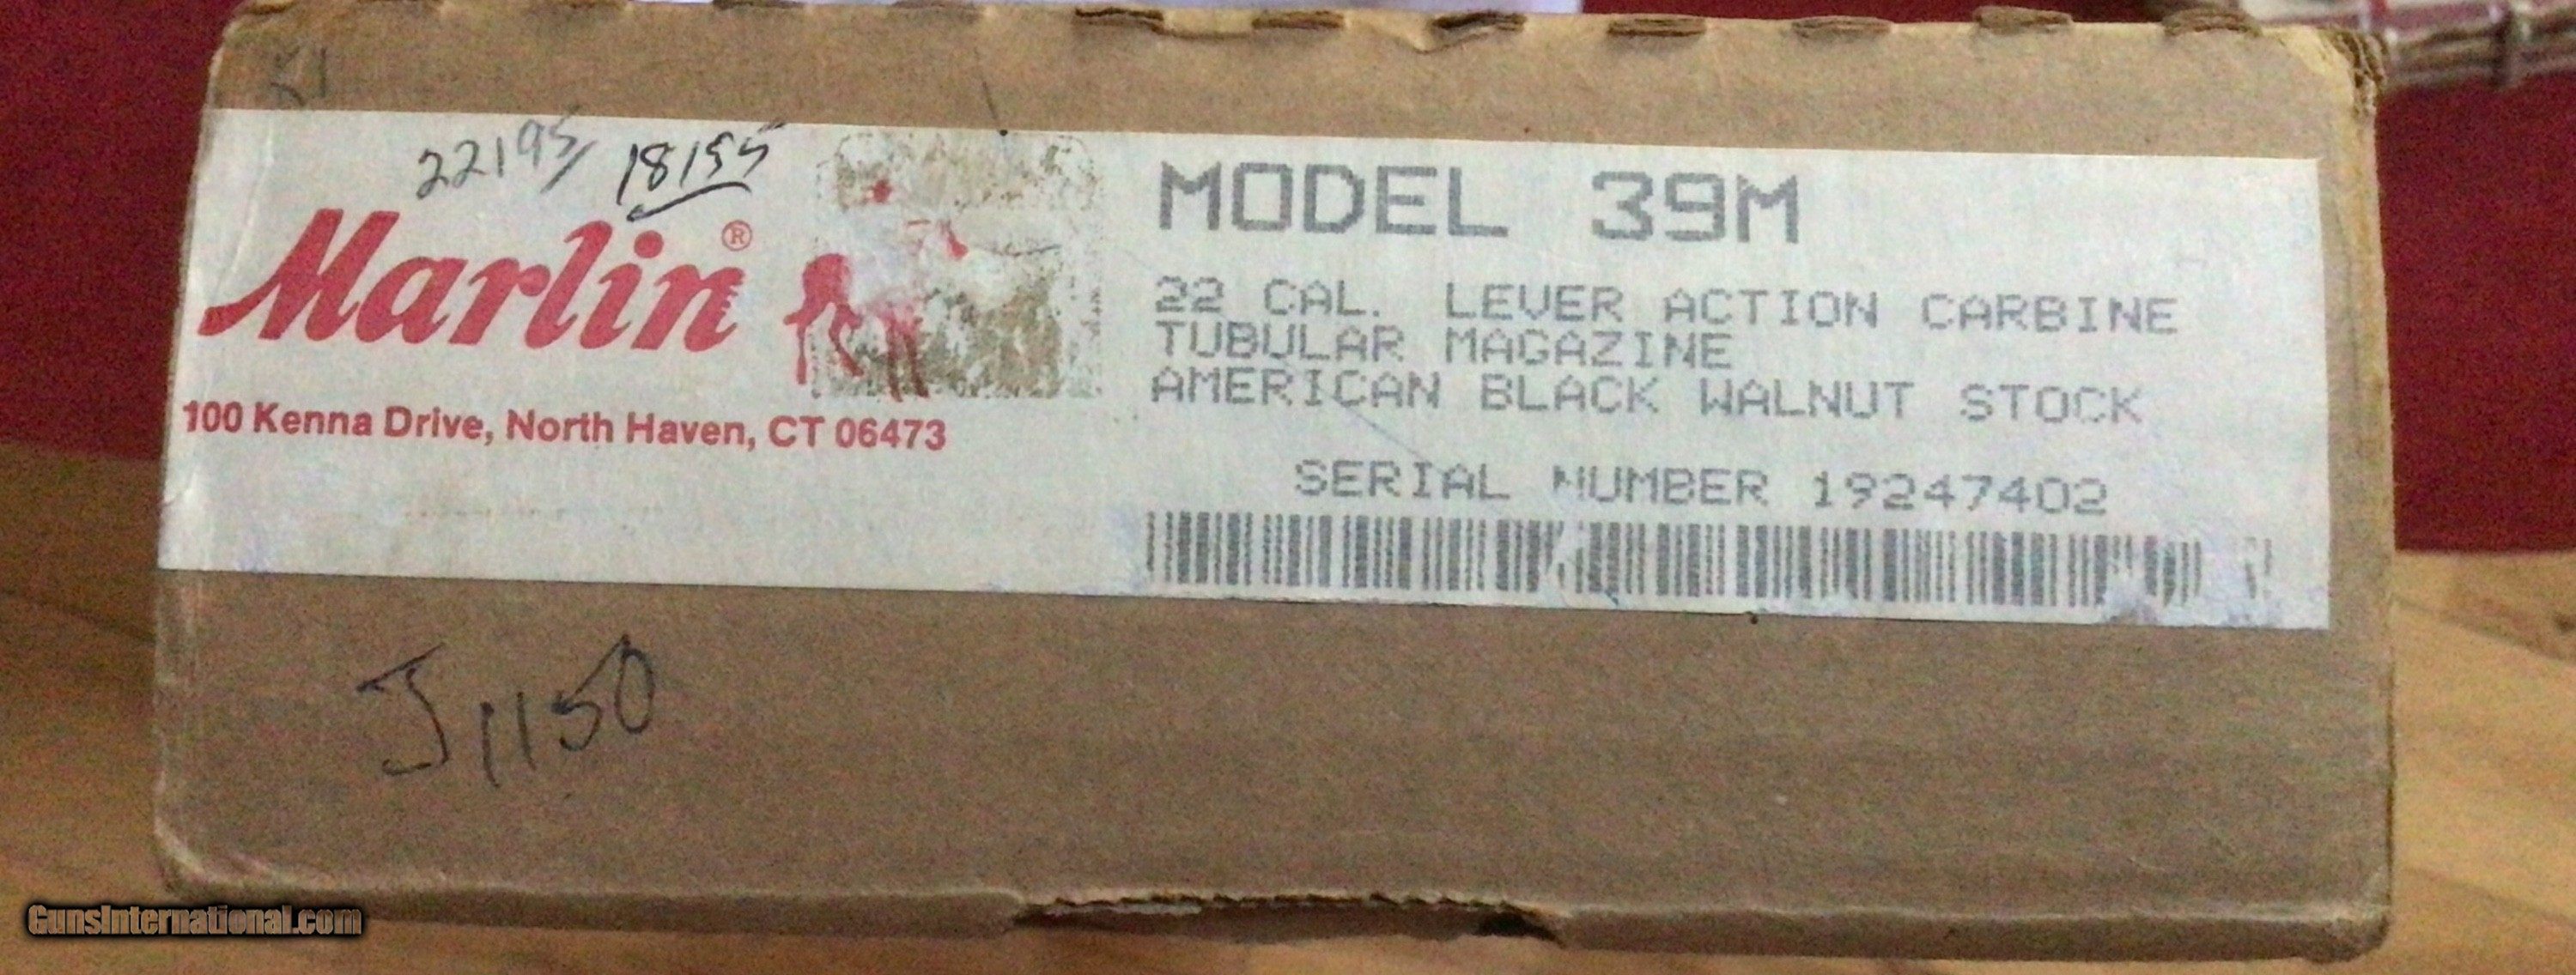 22195 18155
Marlin®
100 Kenna Drive, North Haven, CT 06473
MODEL 39M
22 CAL. LEVER ACTION CARBINE
TUBULAR MAGAZINE
AMERICAN BLACK WALNUT STOCK
SERIAL NUMBER 19247402
J1150
GunsInternational.com